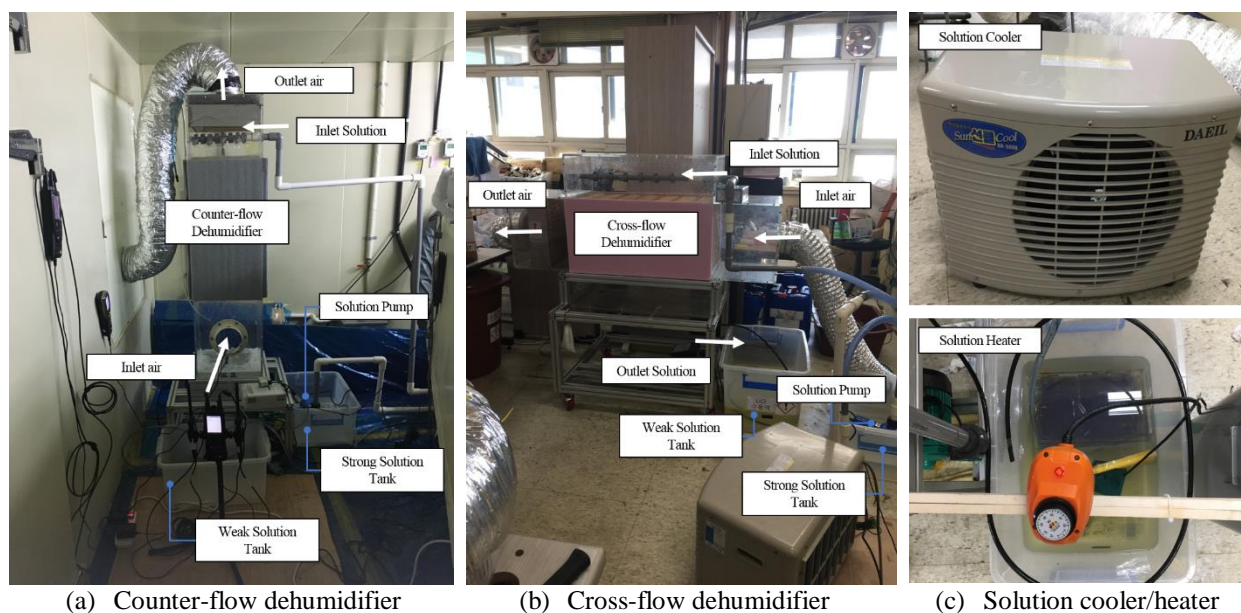 Outlet air
Inlet Solution
Counter-flow
Dehumidifier
Solution Pump
Inlet air
Strong Solution
Tank
Weak Solution
Tank
(a) Counter-flow dehumidifier
Inlet Solution
Outlet air
Inlet air
Cross-flow
Dehumidifier
Outlet Solution
Solution Pump
Weak Solution
Tank
Strong Solution
Tank
(b) Cross-flow dehumidifier
Solution Cooler
Cool
DAEIL
Solution Heater
(c) Solution cooler/heater